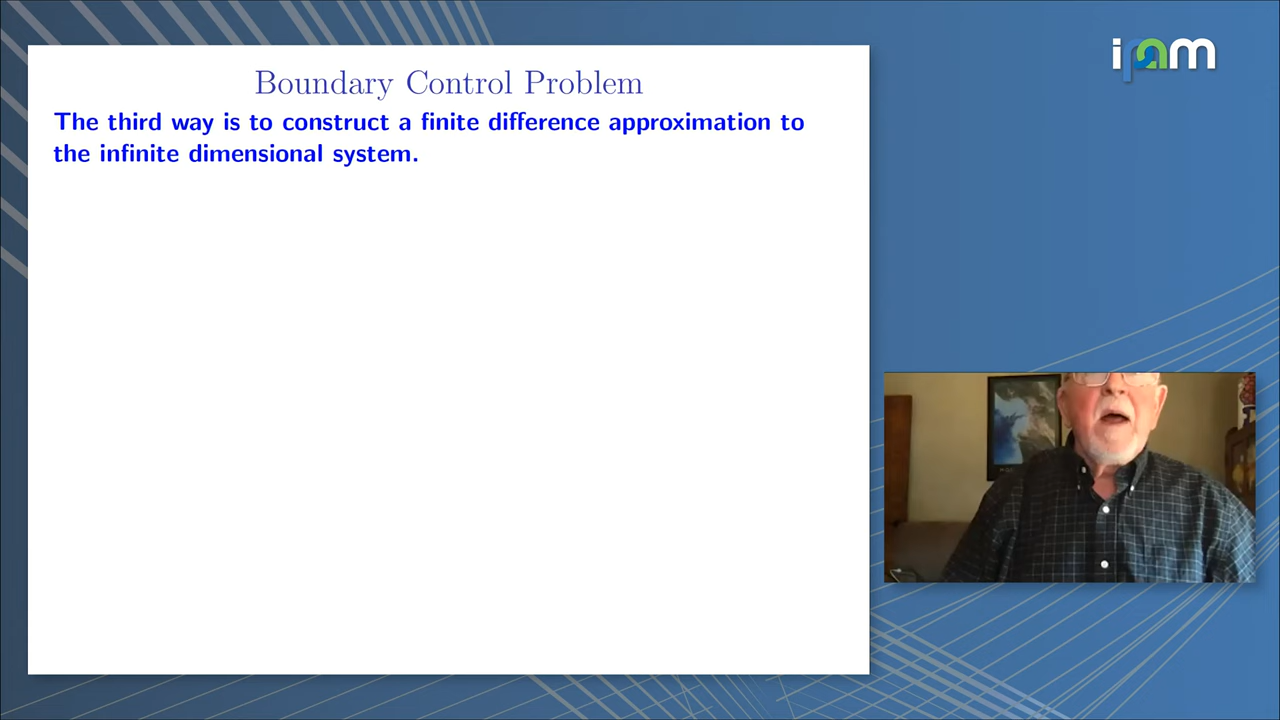 ipam
Boundary Control Problem
The third way is to construct a finite difference approximation to
the infinite dimensional system.